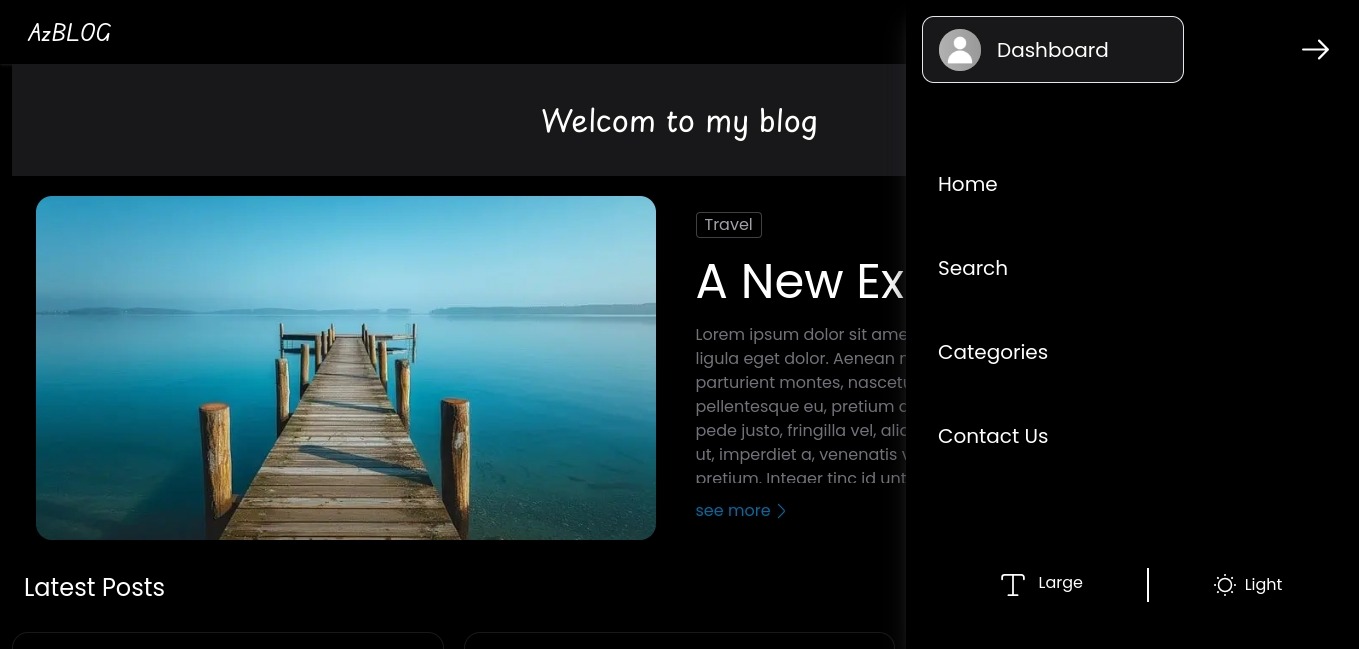 AzBLOG
Welcom to my blog
Travel
A New Ex
Lorem ipsum dolor sit ame
ligula eget dolor. Aenean
parturient montes, nascetu
pellentesque eu, pretium
pede justo, fringilla vel, alic
ut, imperdiet a, venenatis
pretium. Integer tinc id unt
see more
Latest Posts
Dashboard
Home
Search
Categories
Contact Us
Large
Light